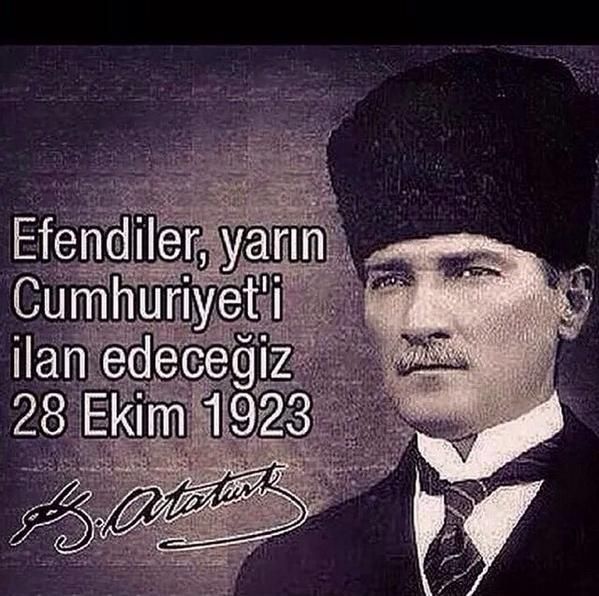 Efendiler, yarın
Cumhuriyet'i
ilan edeceğiz
28 Ekim 1923
K. Atatürk